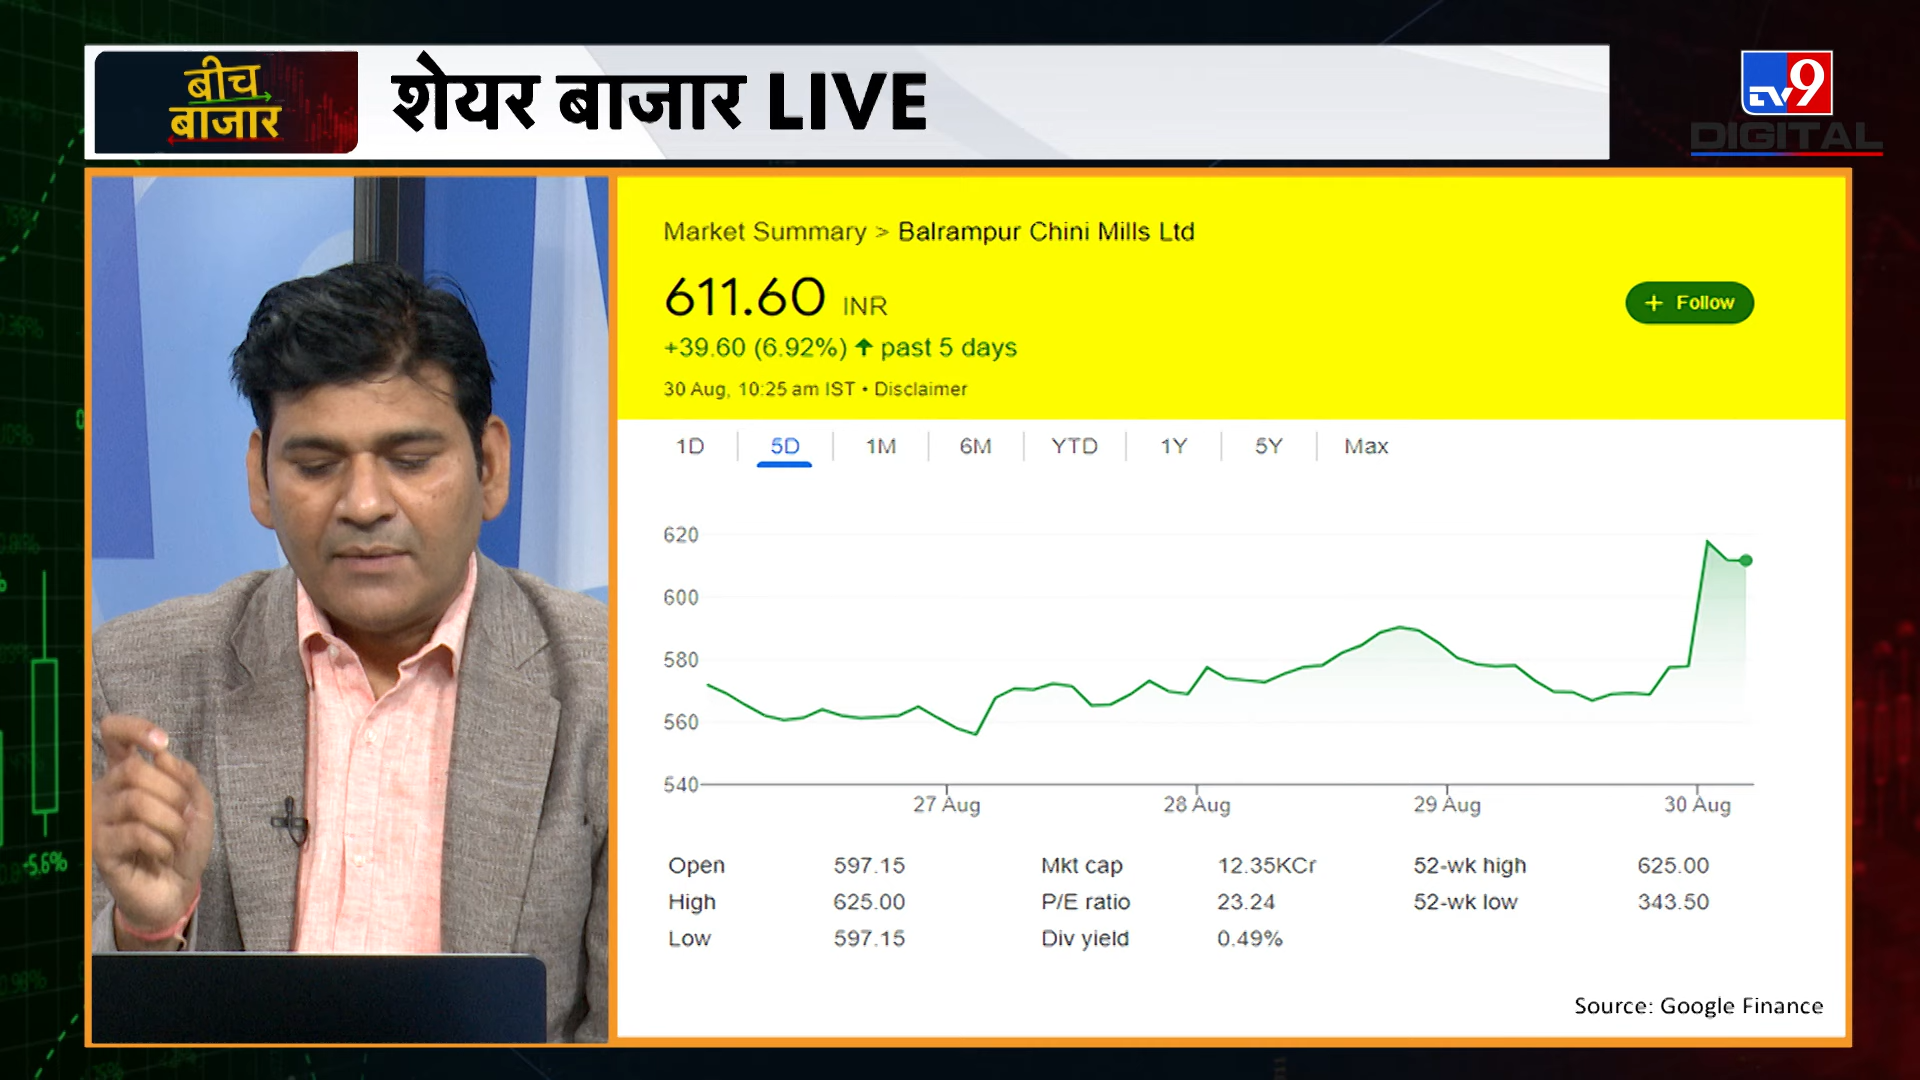 बीच
बाजार
शेयर बाजार LIVE
TV9
DIGITAL
Market Summary > Balrampur Chini Mills Ltd
611.60 INR
+ Follow
+39.60 (6.92%) ↑ past 5 days
30 Aug, 10:25 am IST • Disclaimer
1D 5D 1M 6M YTD 1Y 5Y Max
620
600
580
560
540
27 Aug 28 Aug 29 Aug 30 Aug
Open 597.15 Mkt cap 12.35KCr 52-wk high 625.00
High 625.00 P/E ratio 23.24 52-wk low 343.50
Low 597.15 Div yield 0.49%
Source: Google Finance
-5.6%